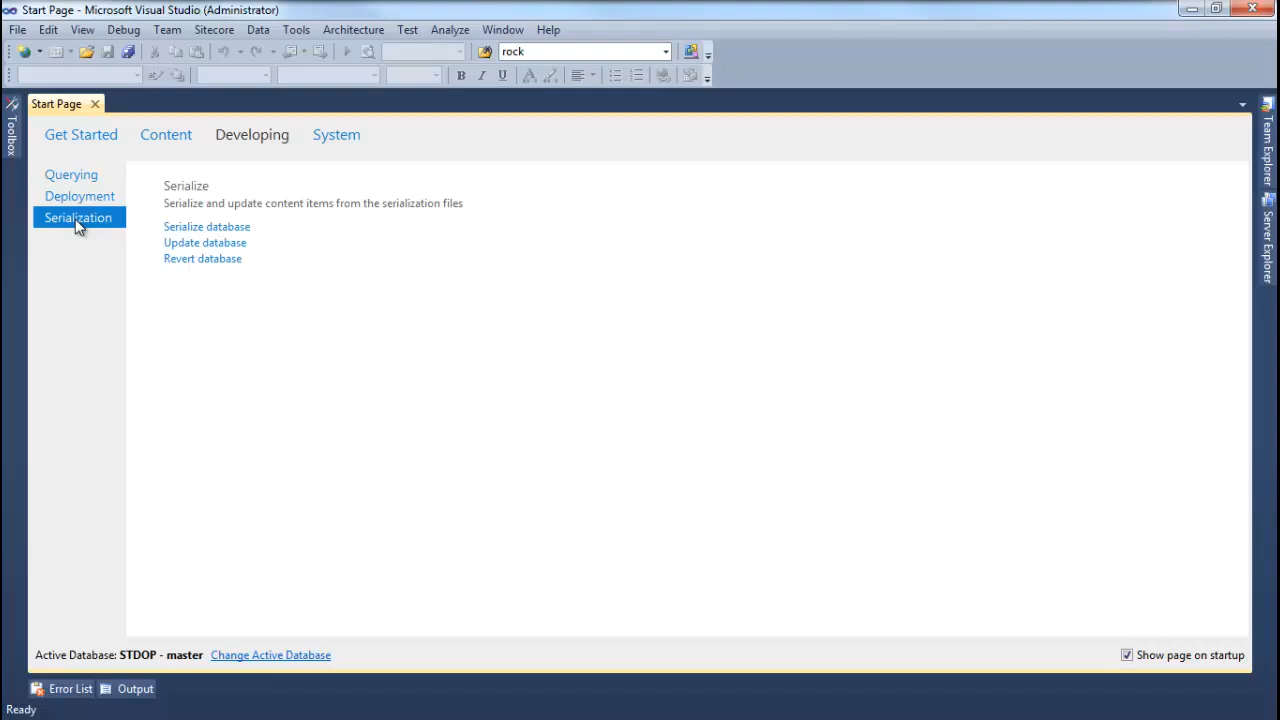 Start Page - Microsoft Visual Studio (Administrator)
File Edit View Debug Team Sitecore Data Tools Architecture Test Analyze Window Help
rock
B I U A
Start Page
Toolbox
Team Explorer
Server Explorer
Get Started Content Developing System
Querying
Deployment
Serialization
Serialize
Serialize and update content items from the serialization files
Serialize database
Update database
Revert database
Active Database: STDOP - master Change Active Database
Show page on startup
Error List Output
Ready